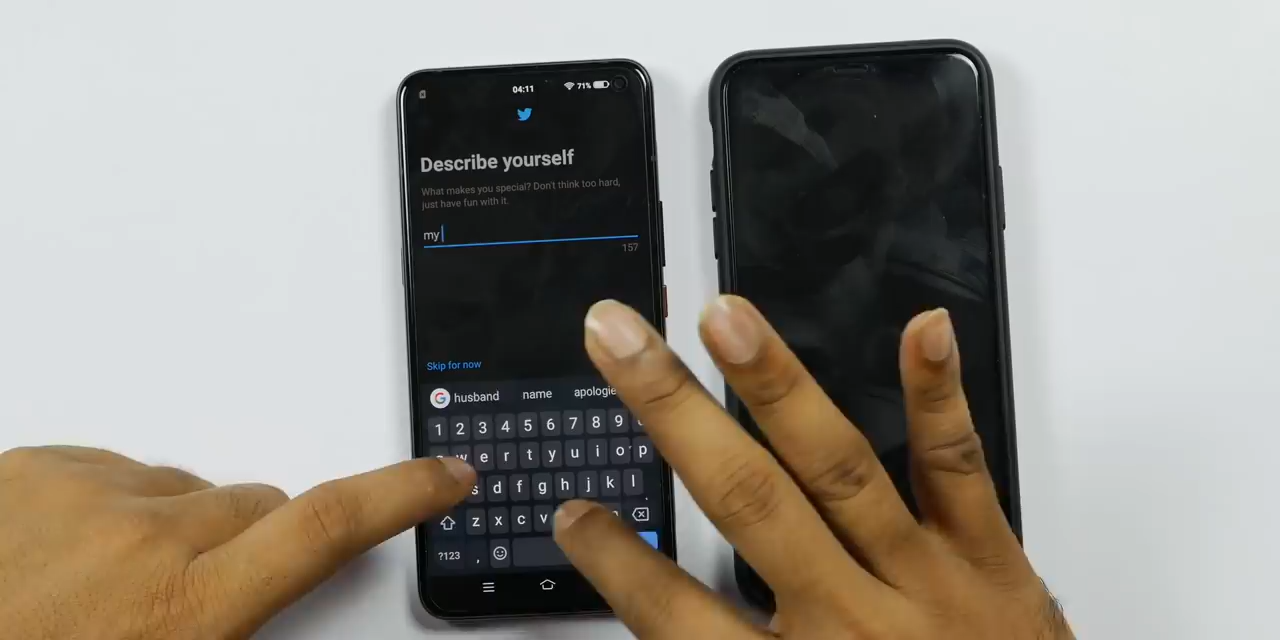 04:11 71%
Describe yourself
What makes you special? Don't think too hard,
just have fun with it.
my
157
Skip for now
husband name
1 2 3 4 5 6 7 8 9
w e r t y u i o p
s d f g h j k l
z x c v
?123 ,